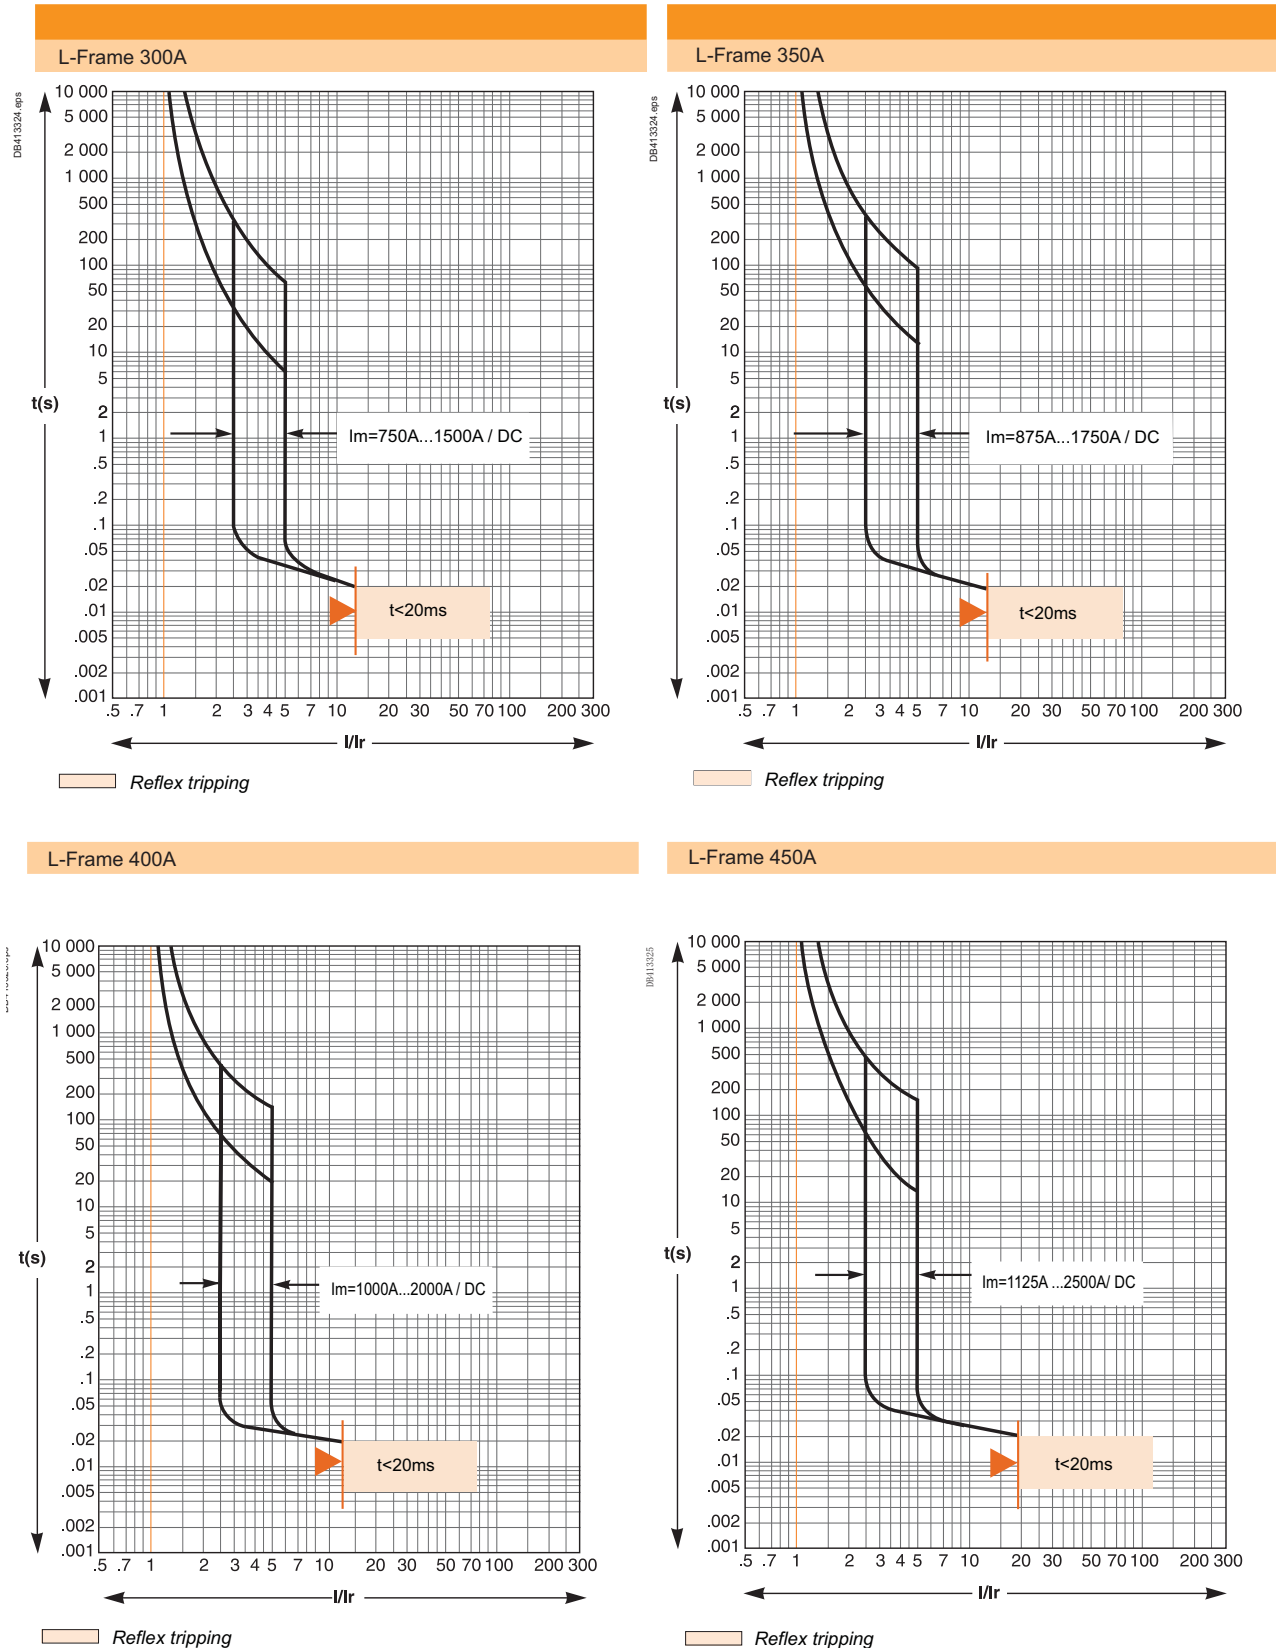 L-Frame 300A
DB413324.eps
10 000
5 000
2 000
1 000
500
200
100
50
20
10
5
t(s)
2
1
.5
.2
.1
.05
.02
.01
.005
.002
.001
Im=750A...1500A / DC
t<20ms
.5 .7 1 2 3 4 5 7 10 20 30 50 70 100 200 300
I/Ir
Reflex tripping
L-Frame 350A
DB413324.eps
10 000
5 000
2 000
1 000
500
200
100
50
20
10
5
t(s)
2
1
.5
.2
.1
.05
.02
.01
.005
.002
.001
Im=875A...1750A / DC
t<20ms
.5 .7 1 2 3 4 5 7 10 20 30 50 70 100 200 300
I/Ir
Reflex tripping
L-Frame 400A
10 000
5 000
2 000
1 000
500
200
100
50
20
10
5
t(s)
2
1
.5
.2
.1
.05
.02
.01
.005
.002
.001
Im=1000A...2000A / DC
t<20ms
.5 .7 1 2 3 4 5 7 10 20 30 50 70 100 200 300
I/Ir
Reflex tripping
L-Frame 450A
DB413325
10 000
5 000
2 000
1 000
500
200
100
50
20
10
5
t(s)
2
1
.5
.2
.1
.05
.02
.01
.005
.002
.001
Im=1125A ...2500A/ DC
t<20ms
.5 .7 1 2 3 4 5 7 10 20 30 50 70 100 200 300
I/Ir
Reflex tripping